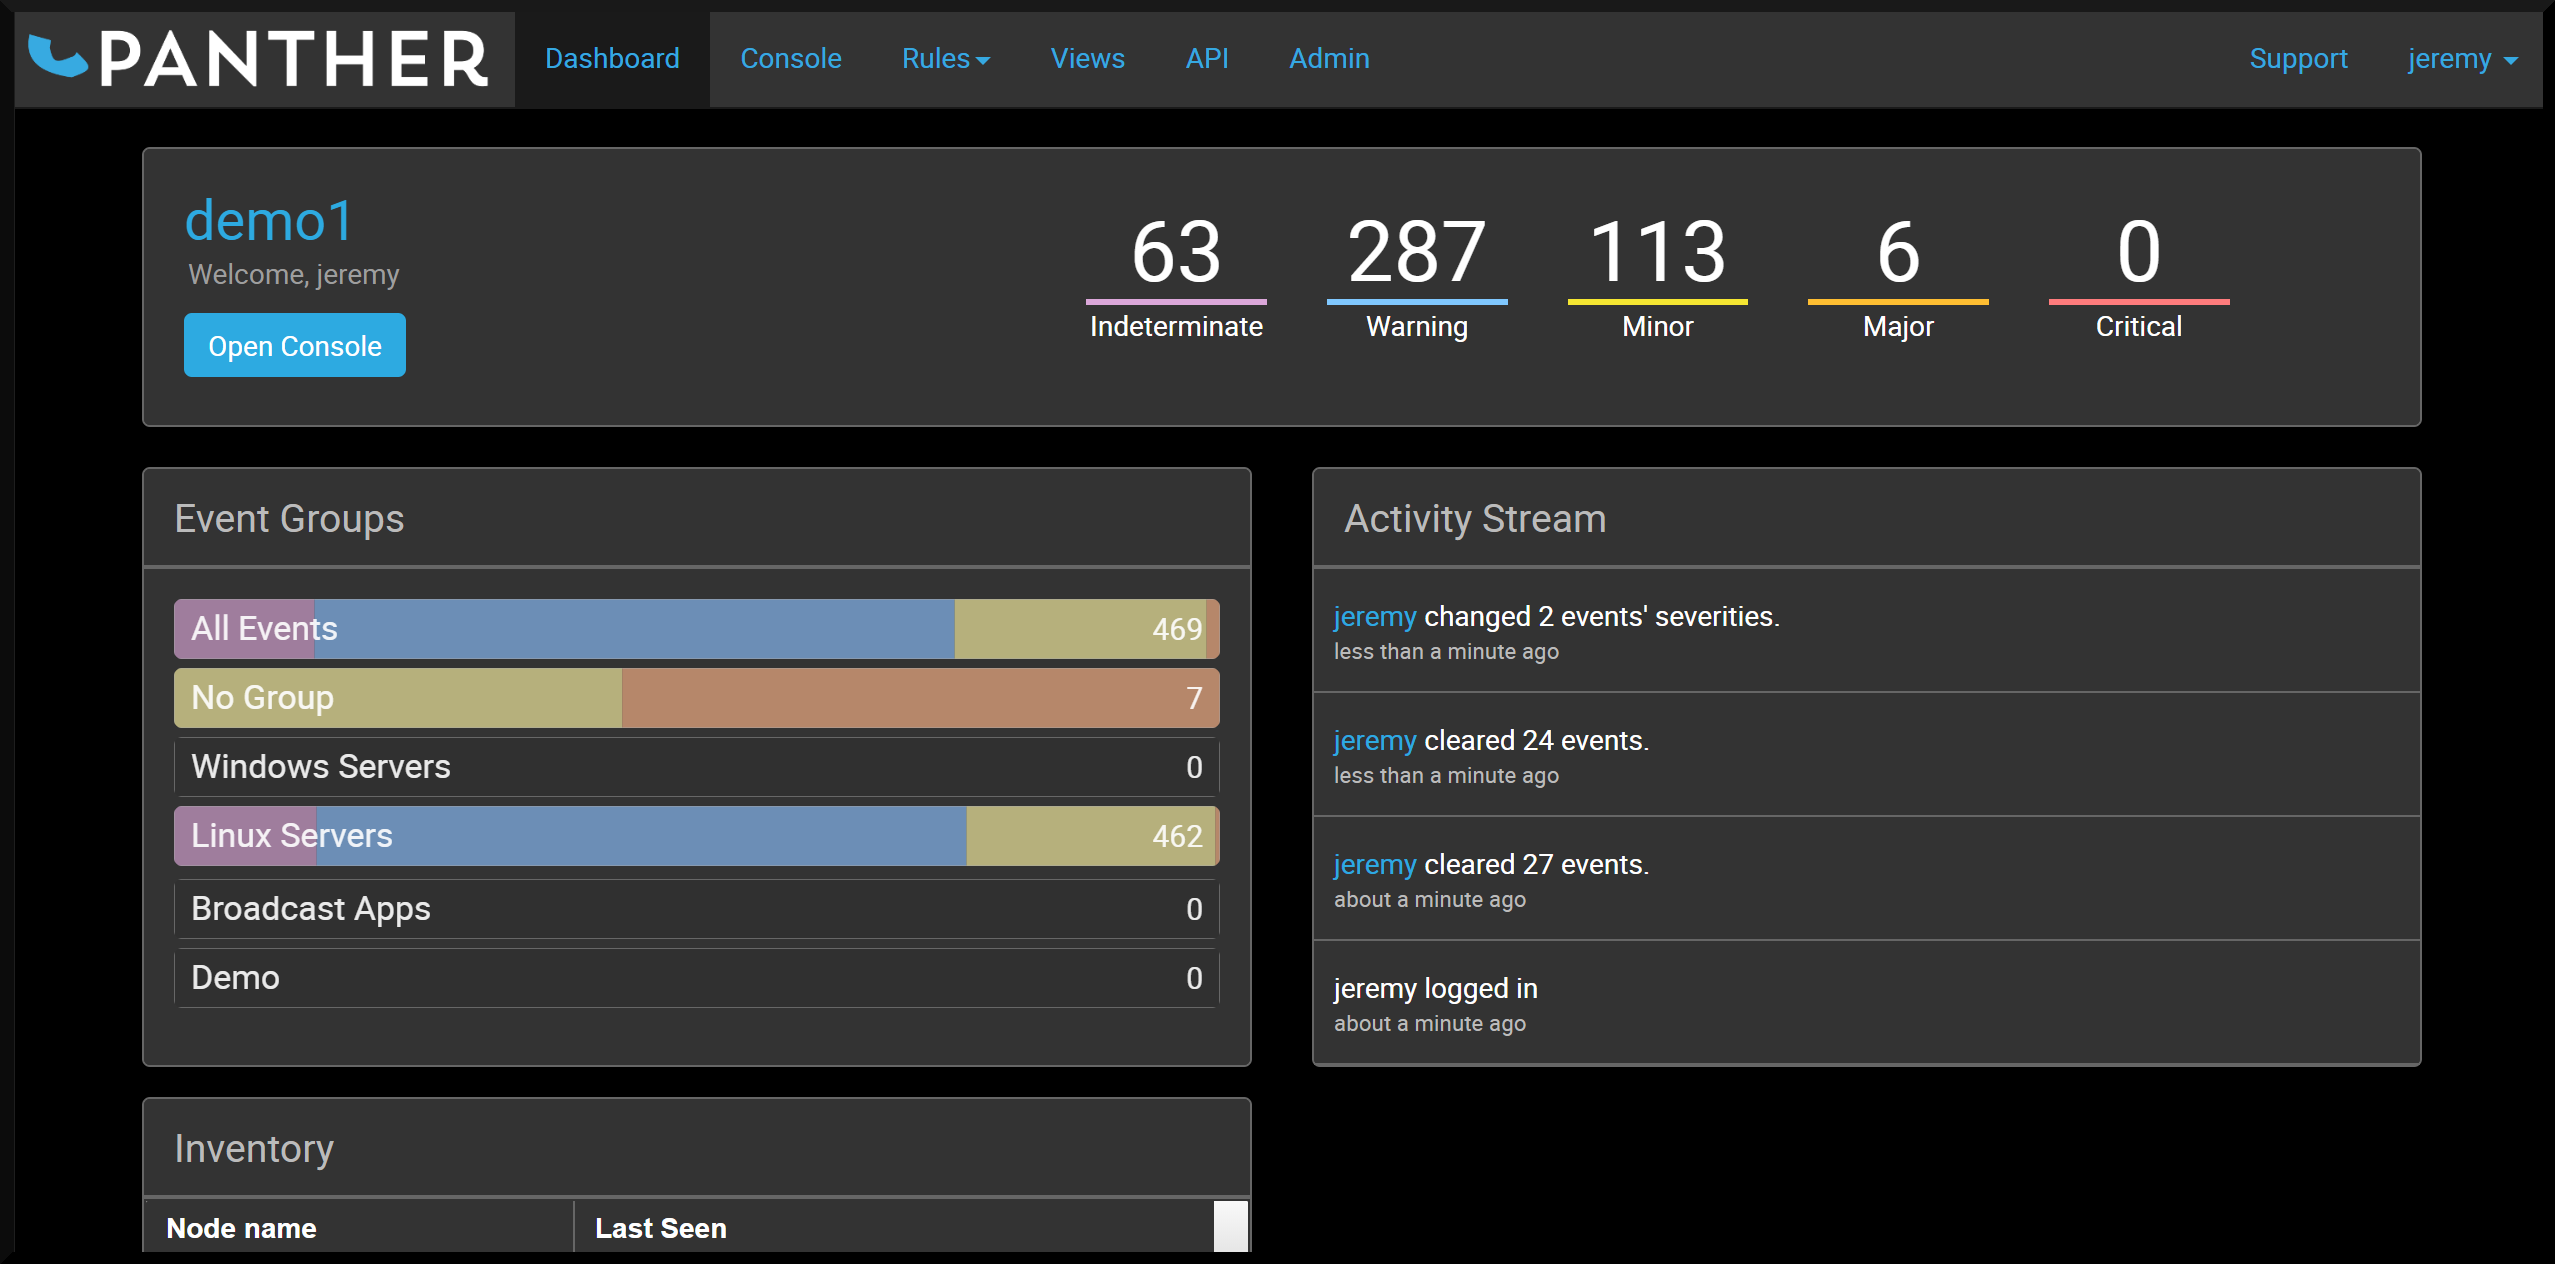 PANTHER Dashboard Console Rules Views API Admin Support jeremy
demo1
Welcome, jeremy
Open Console
63 287 113 6 0
Indeterminate Warning Minor Major Critical
Event Groups
All Events 469
No Group 7
Windows Servers 0
Linux Servers 462
Broadcast Apps 0
Demo 0
Activity Stream
jeremy changed 2 events' severities.
less than a minute ago
jeremy cleared 24 events.
less than a minute ago
jeremy cleared 27 events.
about a minute ago
jeremy logged in
about a minute ago
Inventory
Node name Last Seen